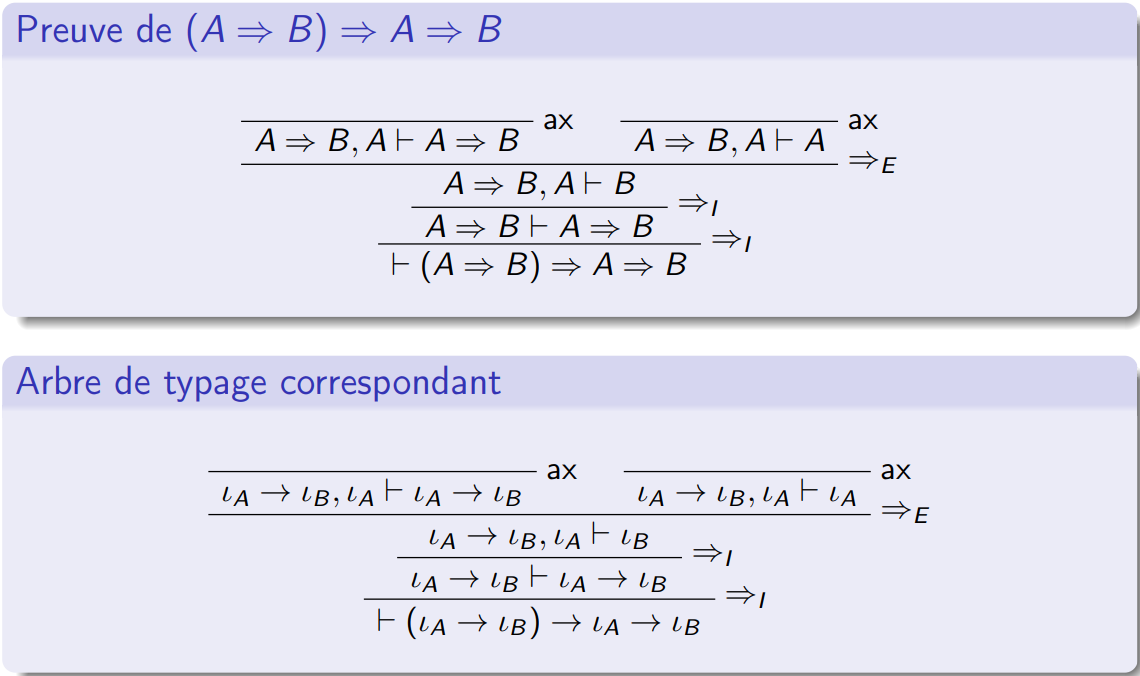 Preuve de (A ⇒ B) ⇒ A ⇒ B
ax ax
A ⇒ B, A ⊢ A ⇒ B A ⇒ B, A ⊢ A
⇒E
A ⇒ B, A ⊢ B
⇒I
A ⇒ B ⊢ A ⇒ B
⇒I
⊢ (A ⇒ B) ⇒ A ⇒ B
Arbre de typage correspondant
ax ax
ιA → ιB, ιA ⊢ ιA → ιB ιA → ιB, ιA ⊢ ιA
⇒E
ιA → ιB, ιA ⊢ ιB
⇒I
ιA → ιB ⊢ ιA → ιB
⇒I
⊢ (ιA → ιB) → ιA → ιB